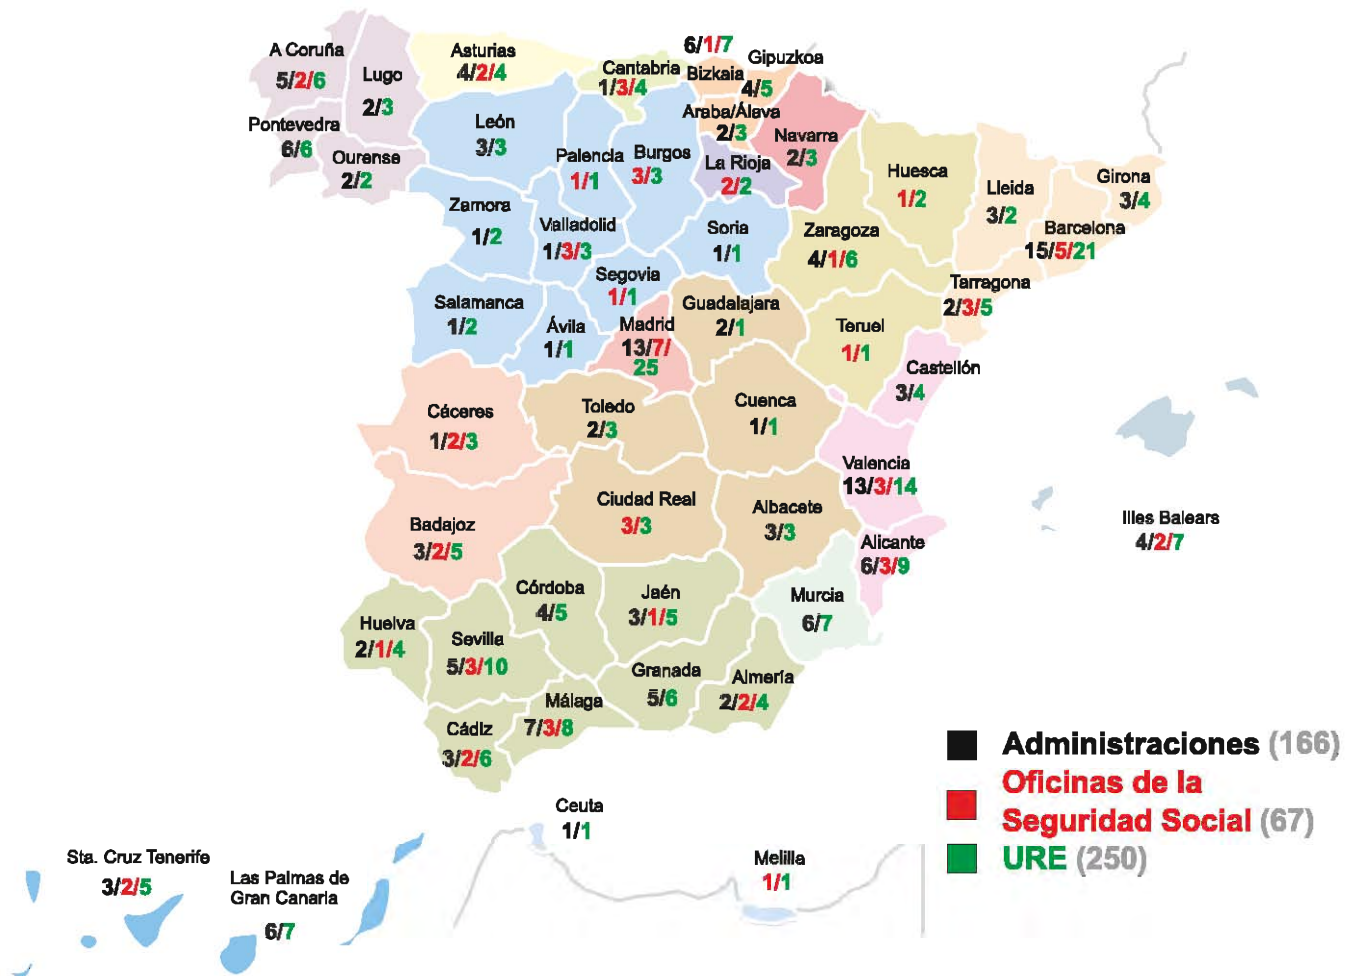 A Coruña
5/2/6
Lugo
2/3
Pontevedra
6/6
Ourense
2/2
Asturias
4/2/4
Cantabria
1/3/4
6/1/7
Bizkaia
Gipuzkoa
4/5
Araba/Álava
2/3
Navarra
2/3
La Rioja
2/2
León
3/3
Palencia
1/1
Burgos
3/3
Zamora
1/2
Valladolid
1/3/3
Soria
1/1
Segovia
1/1
Salamanca
1/2
Ávila
1/1
Huesca
1/2
Zaragoza
4/1/6
Teruel
1/1
Lleida
3/2
Girona
3/4
Barcelona
15/5/21
Tarragona
2/3/5
Madrid
13/7/
25
Guadalajara
2/1
Toledo
2/3
Cuenca
1/1
Ciudad Real
3/3
Albacete
3/3
Castellón
3/4
Valencia
13/3/14
Alicante
6/3/9
Illes Balears
4/2/7
Cáceres
1/2/3
Badajoz
3/2/5
Murcia
6/7
Huelva
2/1/4
Sevilla
5/3/10
Córdoba
4/5
Jaén
3/1/5
Granada
5/6
Almería
2/2/4
Málaga
7/3/8
Cádiz
3/2/6
Ceuta
1/1
Melilla
1/1
Sta. Cruz Tenerife
3/2/5
Las Palmas de
Gran Canaria
6/7
Administraciones (166)
Oficinas de la
Seguridad Social (67)
URE (250)